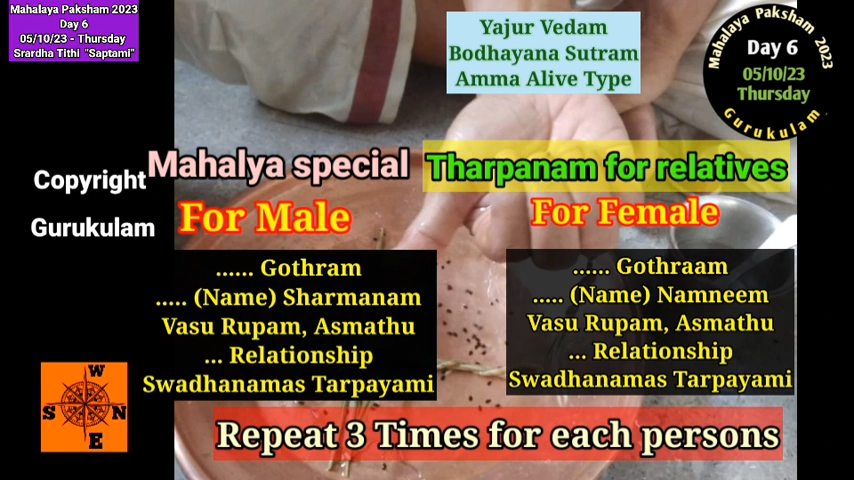 Mahalaya Paksham 2023
Day 6
05/10/23 - Thursday
Srardha Tithi "Saptami"
Yajur Vedam
Bodhayana Sutram
Amma Alive Type
Mahalaya Paksham 2023
Day 6
05/10/23
Thursday
Gurukulam
Copyright
Gurukulam
Mahalya special
Tharpanam for relatives
For Male
For Female
...... Gothram
..... (Name) Sharmanam
Vasu Rupam, Asmathu
... Relationship
Swadhanamas Tarpayami
...... Gothraam
..... (Name) Namneem
Vasu Rupam, Asmathu
... Relationship
Swadhanamas Tarpayami
W
S N
E
Repeat 3 Times for each persons